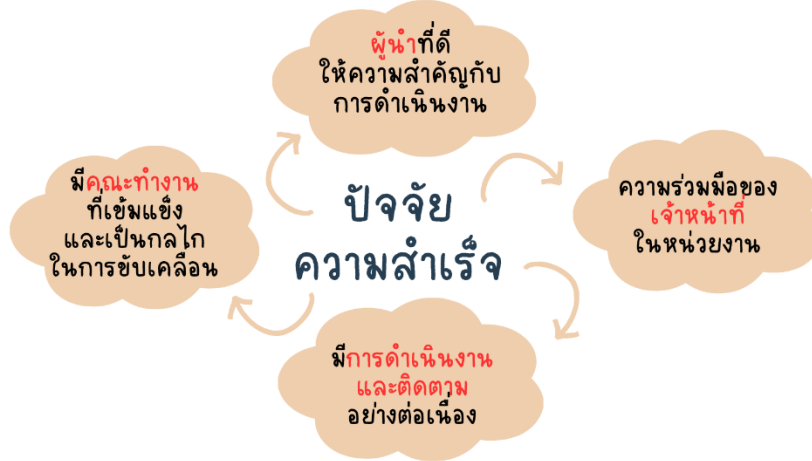 ผู้นำที่ดี
ให้ความสำคัญกับ
การดำเนินงาน
มีคณะทำงาน
ที่เข้มแข็ง
และเป็นกลไก
ในการขับเคลื่อน
ปัจจัย
ความสำเร็จ
ความร่วมมือของ
เจ้าหน้าที่
ในหน่วยงาน
มีการดำเนินงาน
และติดตาม
อย่างต่อเนื่อง